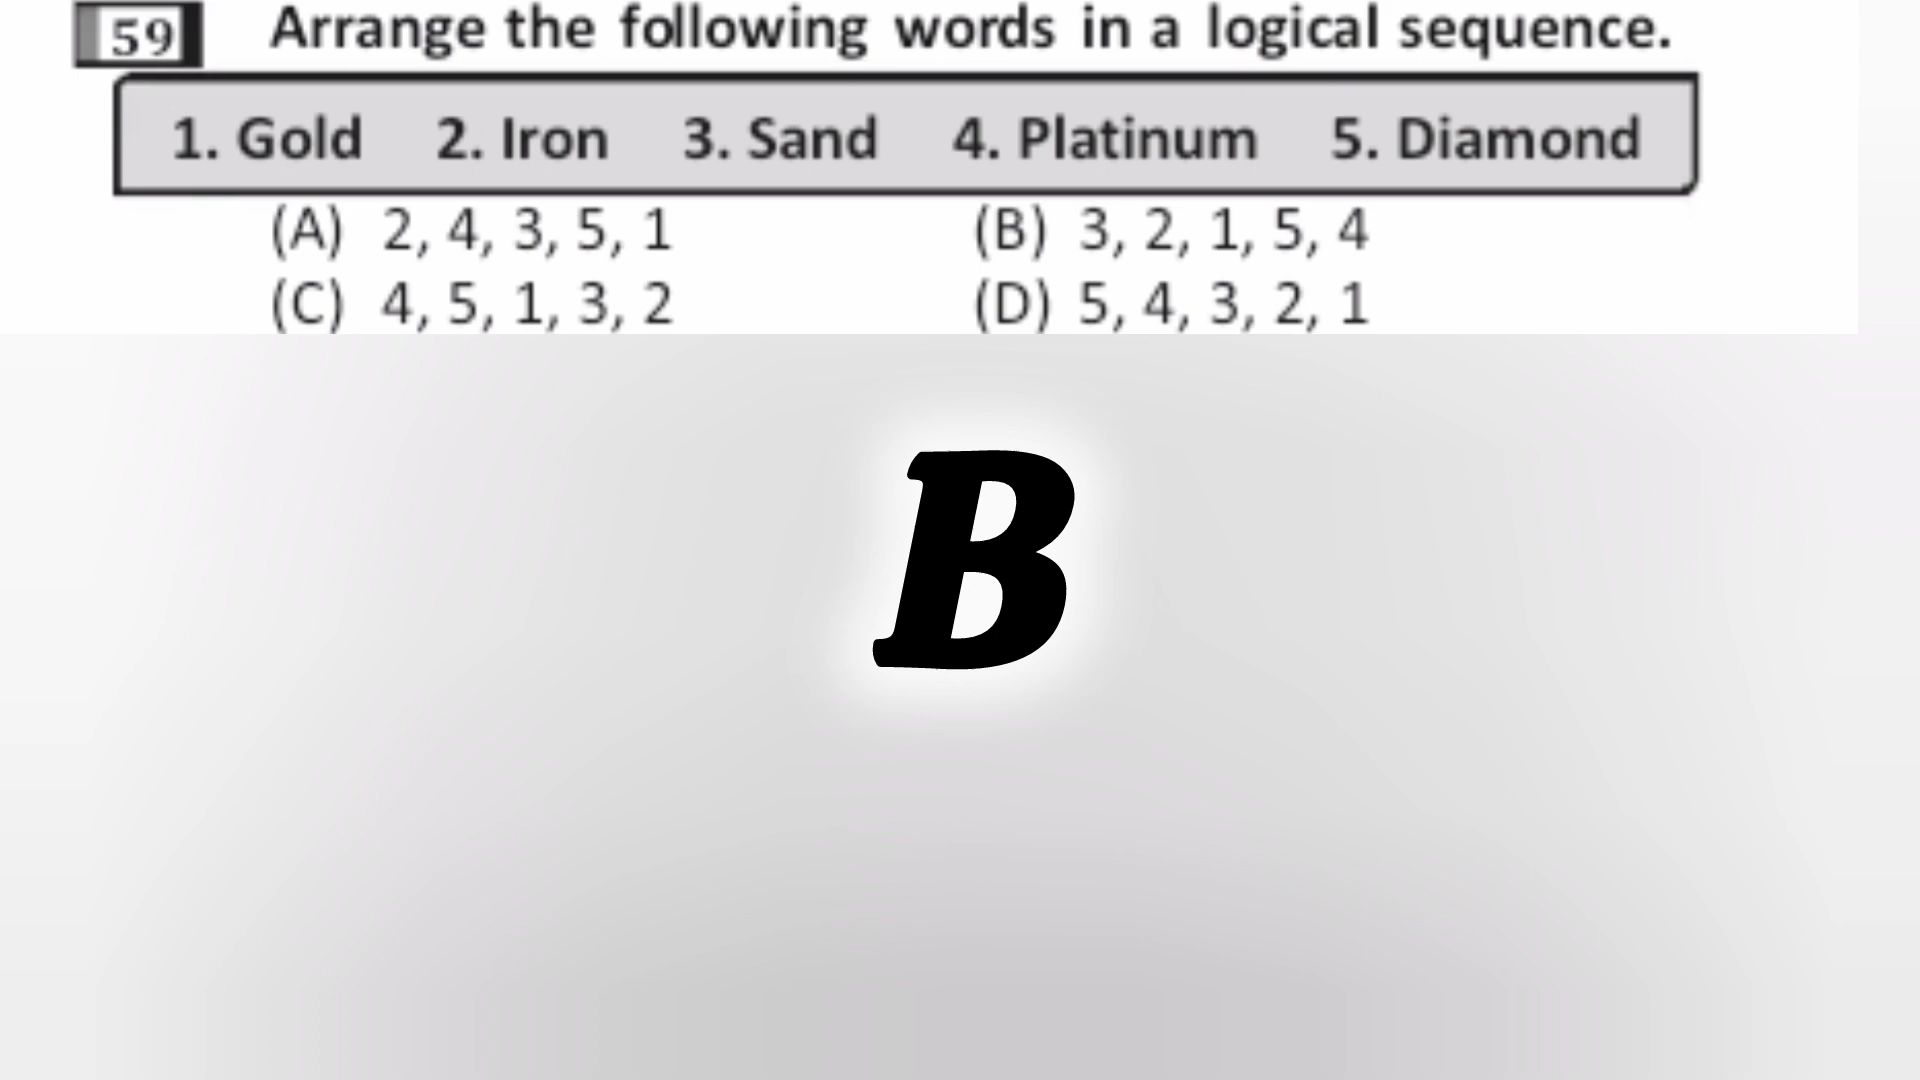 59 Arrange the following words in a logical sequence.
1. Gold 2. Iron 3. Sand 4. Platinum 5. Diamond
(A) 2, 4, 3, 5, 1 (B) 3, 2, 1, 5, 4
(C) 4, 5, 1, 3, 2 (D) 5, 4, 3, 2, 1
B